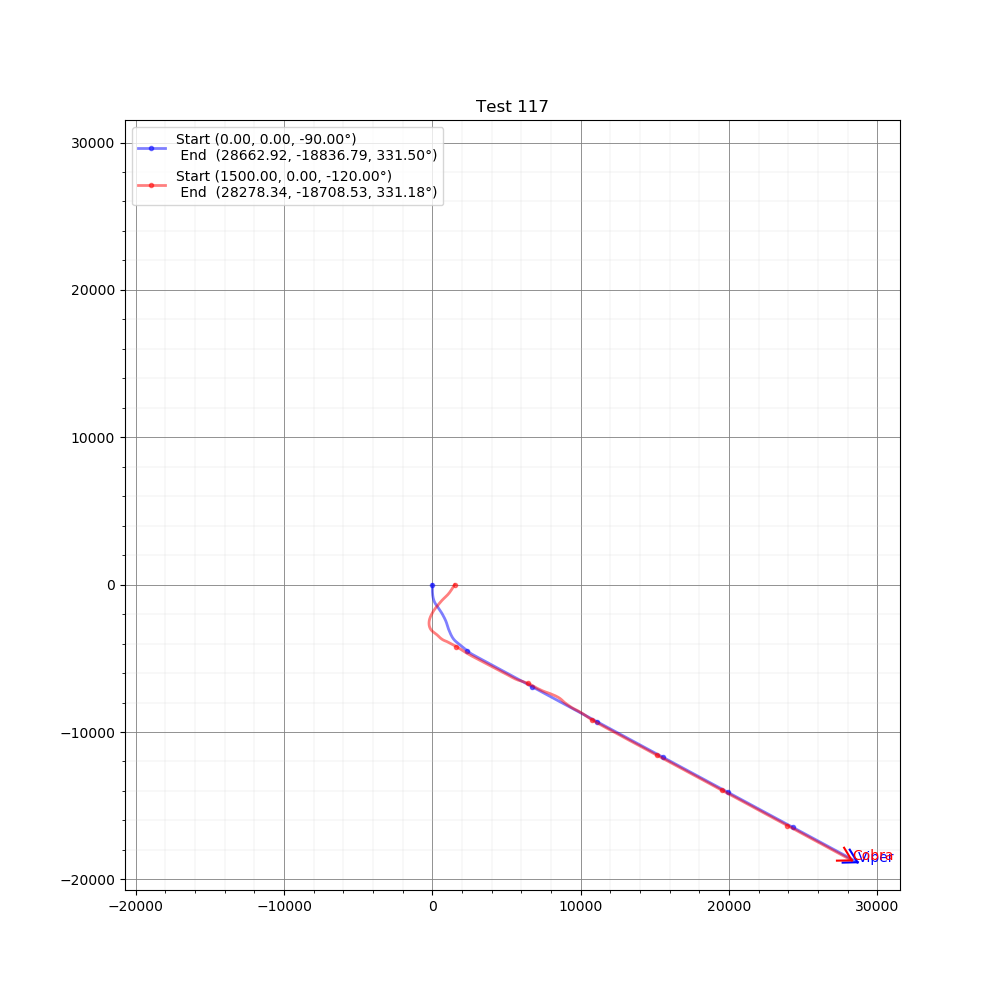 Test 117
Start (0.00, 0.00, -90.00°)
End (28662.92, -18836.79, 331.50°)
Start (1500.00, 0.00, -120.00°)
End (28278.34, -18708.53, 331.18°)
30000
20000
10000
0
−10000
−20000
Cobra
Viper
−20000
−10000
0
10000
20000
30000